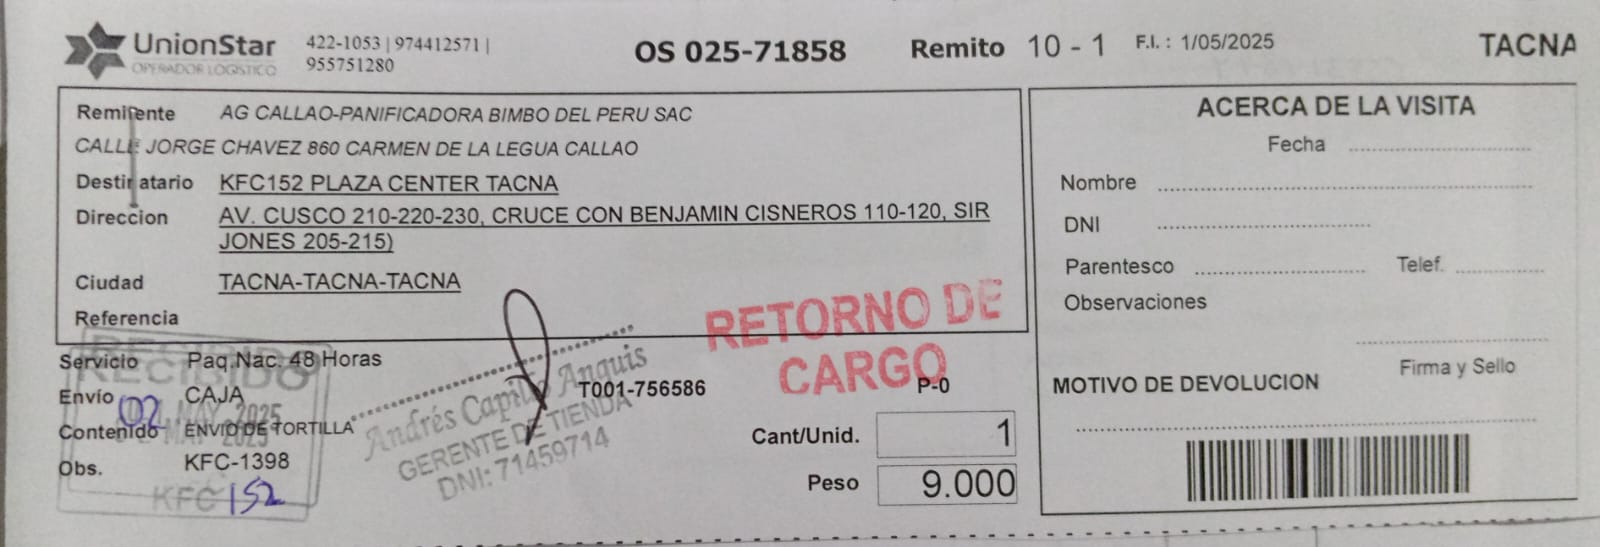 UnionStar
OPERADOR LOGISTICO
422-1053 | 974412571 |
955751280
OS 025-71858
Remito 10 - 1
F.I. : 1/05/2025
TACNA
Remitente AG CALLAO-PANIFICADORA BIMBO DEL PERU SAC
CALLE JORGE CHAVEZ 860 CARMEN DE LA LEGUA CALLAO
Destinatario KFC152 PLAZA CENTER TACNA
Direccion AV. CUSCO 210-220-230, CRUCE CON BENJAMIN CISNEROS 110-120, SIR
JONES 205-215)
Ciudad TACNA-TACNA-TACNA
Referencia
RETORNO DE
CARGO
Servicio Paq.Nac. 48 Horas
Envío CAJA
Contenido ENVIO DE TORTILLA
Obs. KFC-1398
RECIBIDO
02 MAY 2025
KFC 152
Andrés Capitto Anquis
GERENTE DE TIENDA
DNI: 71459714
T001-756586
P-0
Cant/Unid. 1
Peso 9.000
ACERCA DE LA VISITA
Fecha
Nombre
DNI
Parentesco Telef.
Observaciones
Firma y Sello
MOTIVO DE DEVOLUCION